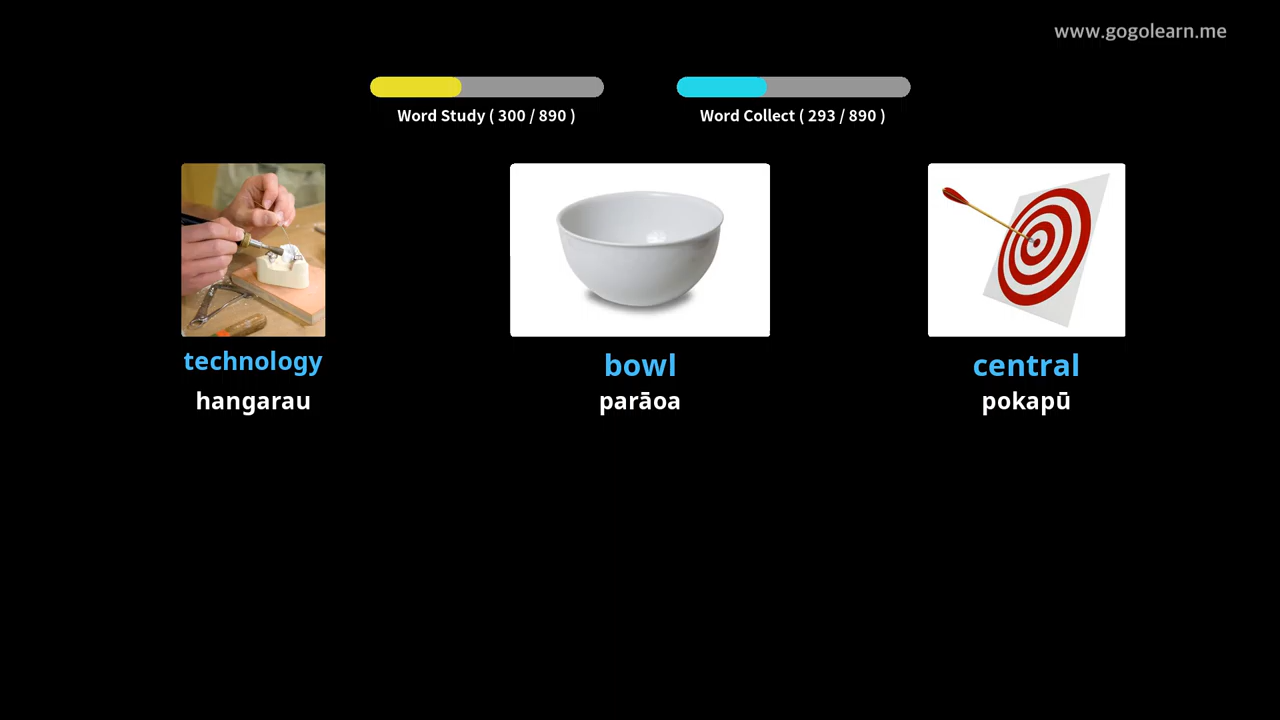 www.gogolearn.me
Word Study ( 300 / 890 )
Word Collect ( 293 / 890 )
technology
hangarau
bowl
parāoa
central
pokapū